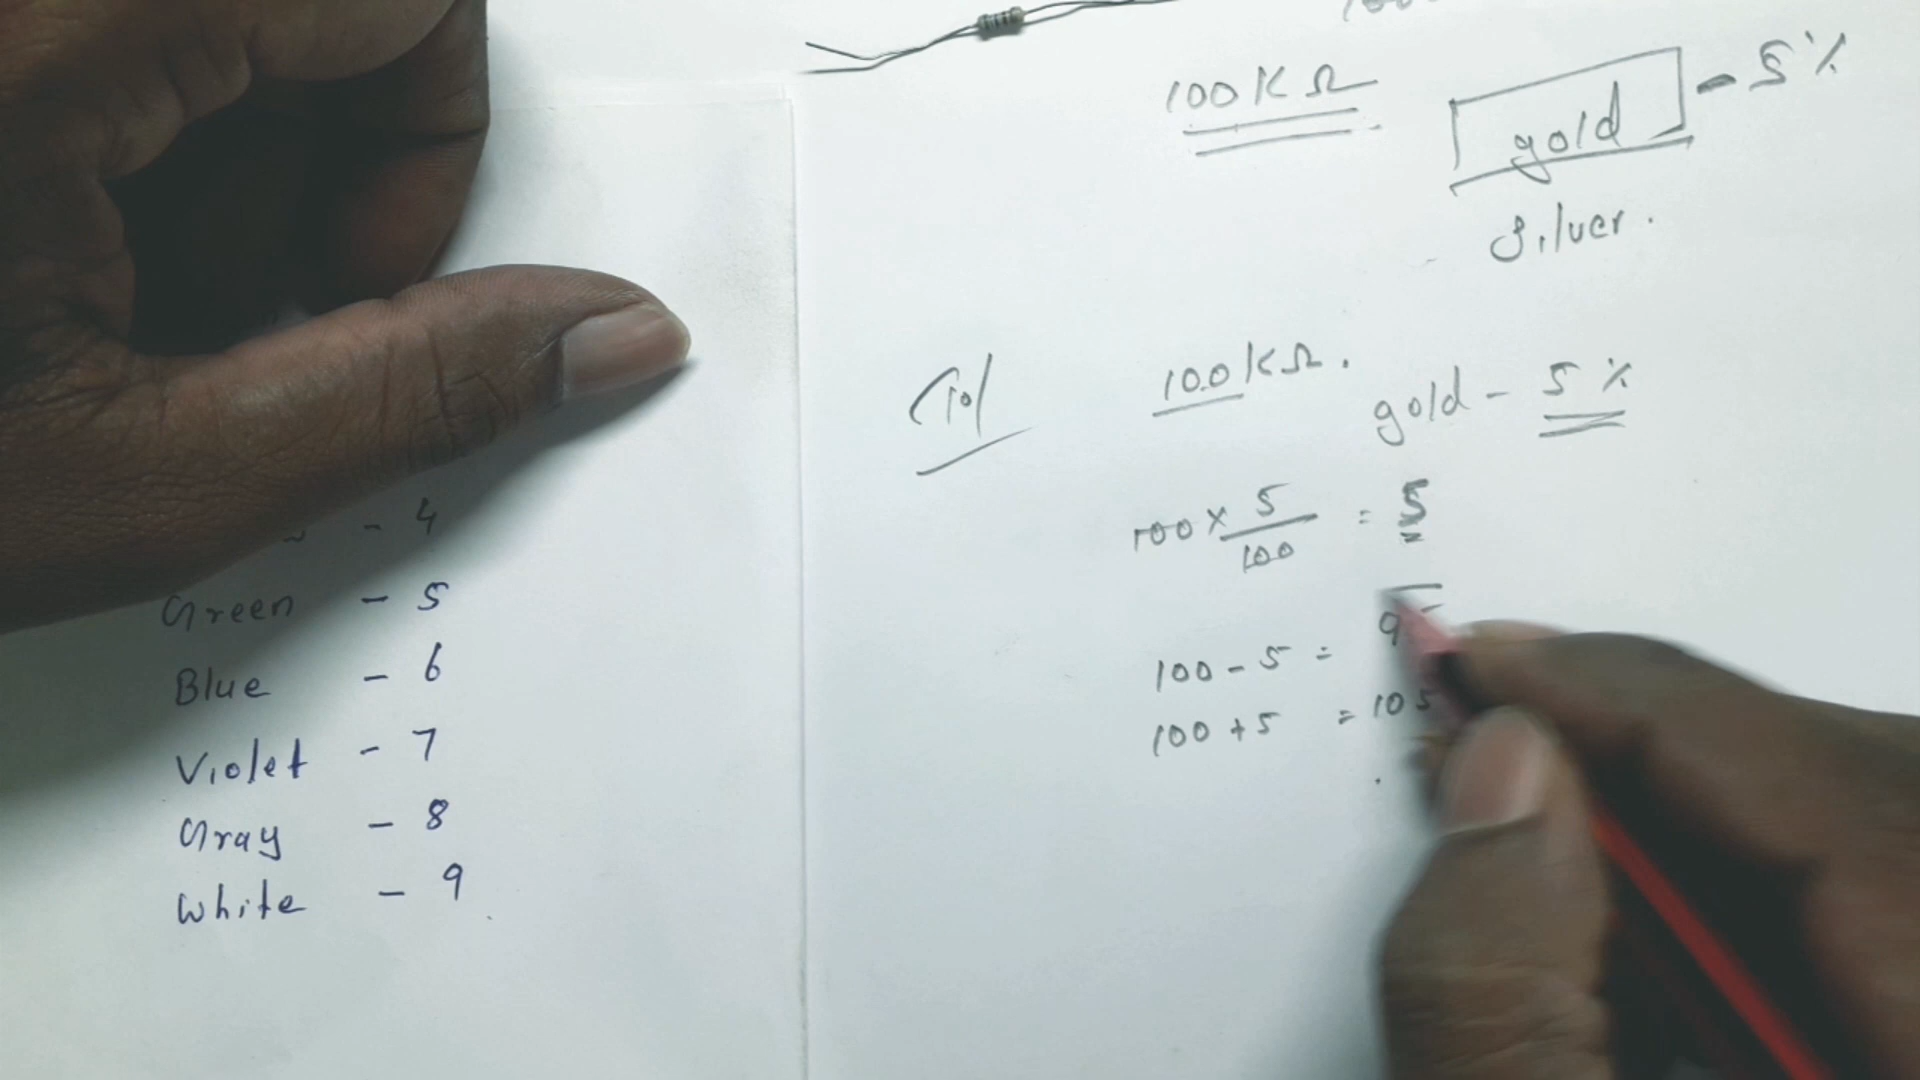 - 4
Green - 5
Blue - 6
Violet - 7
Gray - 8
White - 9
100KΩ
gold - 5%
Silver.
Tol
100KΩ.
gold - 5%
100 × 5/100 = 5
100 - 5 =
100 + 5 = 105